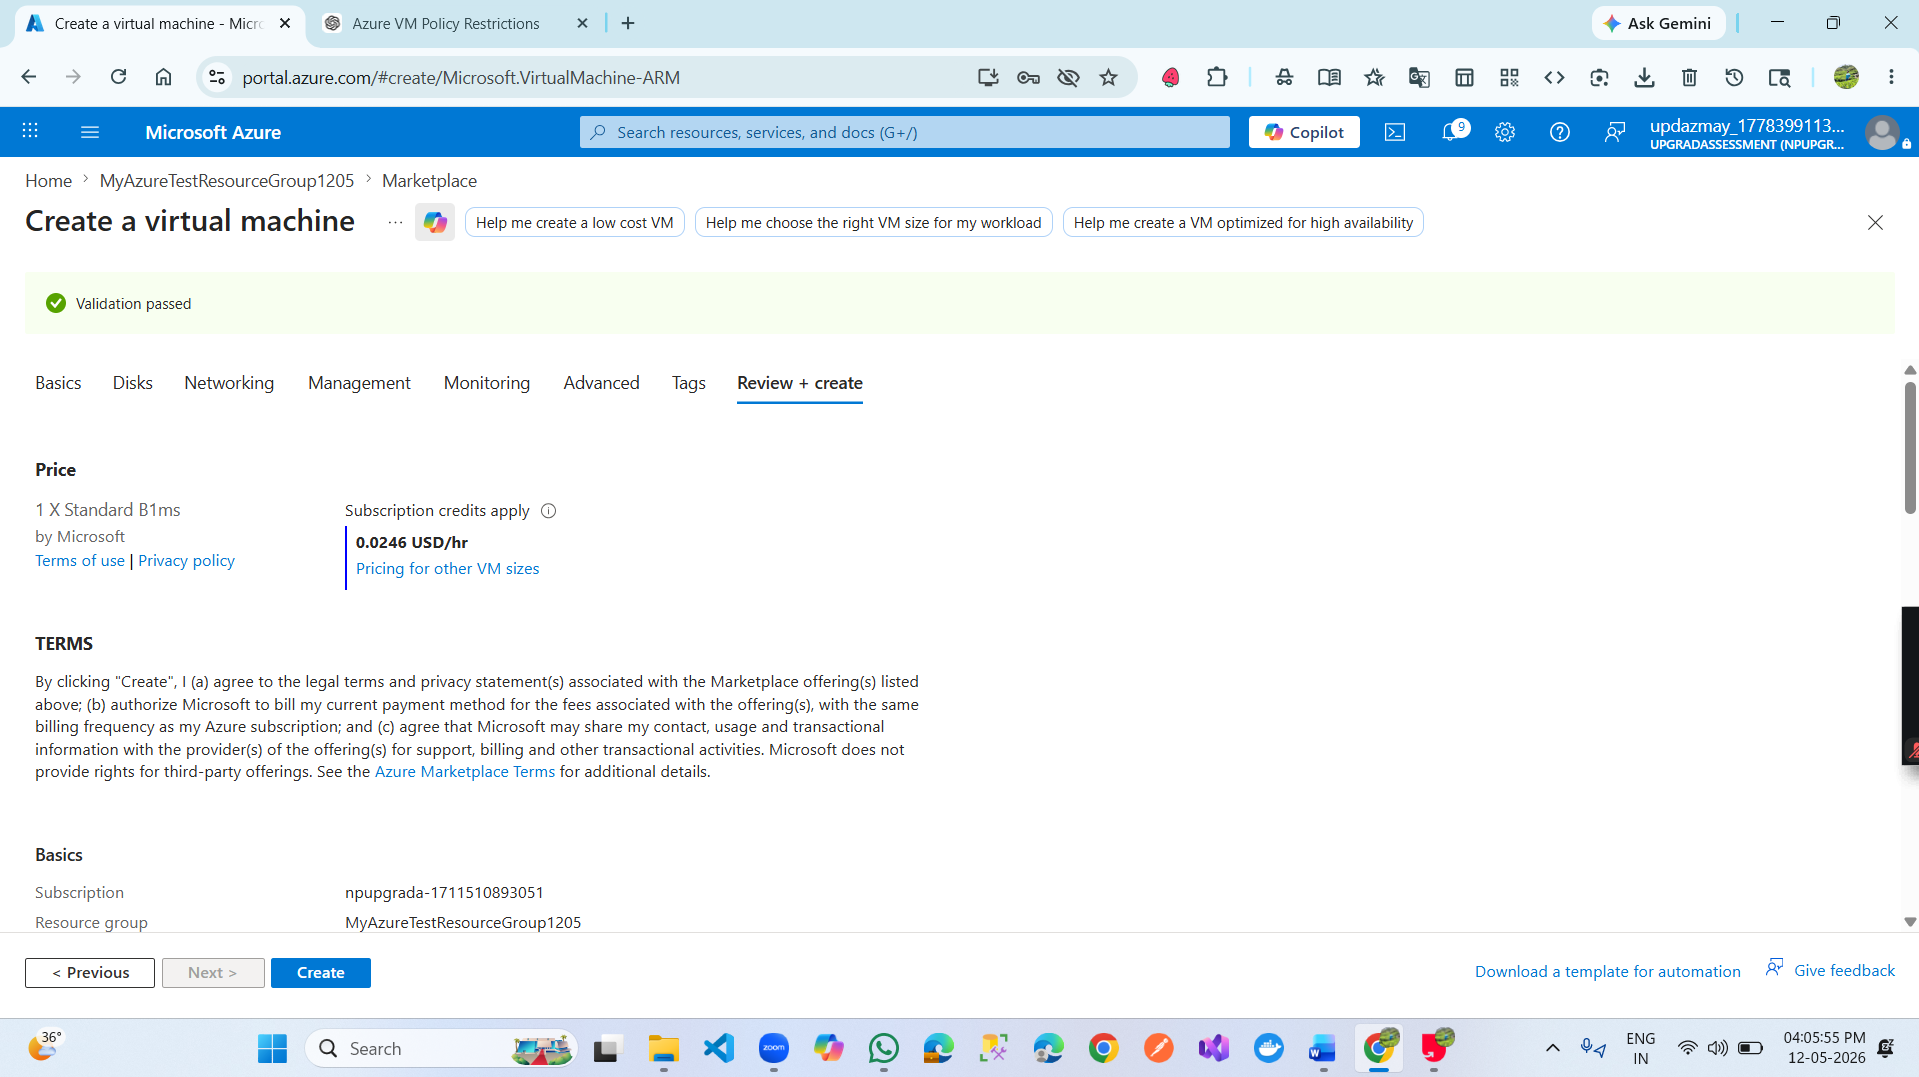 Create a virtual machine - Micro
Azure VM Policy Restrictions
Ask Gemini
portal.azure.com/#create/Microsoft.VirtualMachine-ARM
Microsoft Azure
Search resources, services, and docs (G+/)
Copilot
9
updazmay_1778399113...
UPGRADASSESSMENT (NPUPGR...
Home > MyAzureTestResourceGroup1205 > Marketplace
Create a virtual machine ...
Help me create a low cost VM
Help me choose the right VM size for my workload
Help me create a VM optimized for high availability
Validation passed
Basics Disks Networking Management Monitoring Advanced Tags Review + create
Price
1 X Standard B1ms
by Microsoft
Terms of use | Privacy policy
Subscription credits apply
0.0246 USD/hr
Pricing for other VM sizes
TERMS
By clicking "Create", I (a) agree to the legal terms and privacy statement(s) associated with the Marketplace offering(s) listed
above; (b) authorize Microsoft to bill my current payment method for the fees associated with the offering(s), with the same
billing frequency as my Azure subscription; and (c) agree that Microsoft may share my contact, usage and transactional
information with the provider(s) of the offering(s) for support, billing and other transactional activities. Microsoft does not
provide rights for third-party offerings. See the Azure Marketplace Terms for additional details.
Basics
Subscription npupgrada-1711510893051
Resource group MyAzureTestResourceGroup1205
< Previous Next > Create
Download a template for automation
Give feedback
36°
Search
zoom
ENG
IN
04:05:55 PM
12-05-2026